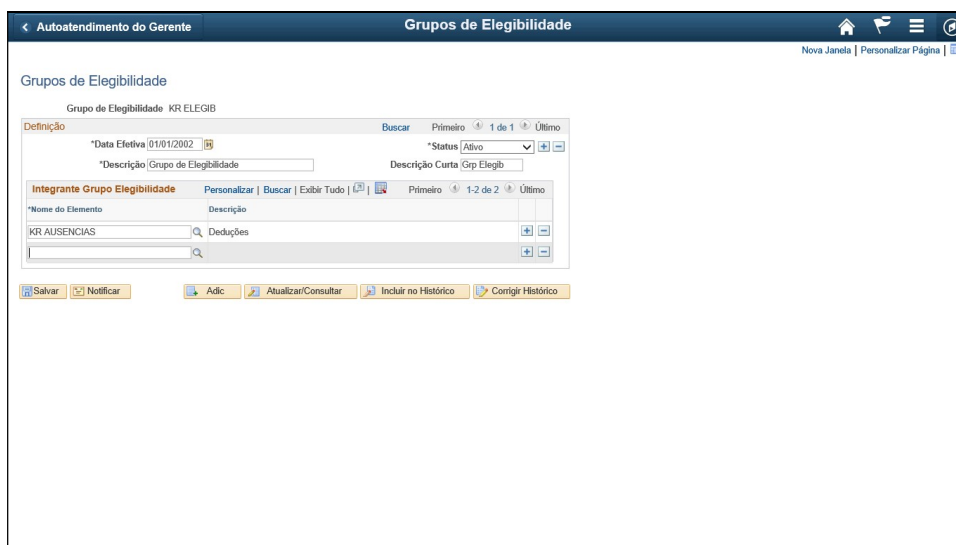 Autoatendimento do Gerente Grupos de Elegibilidade
Nova Janela | Personalizar Página |
Grupos de Elegibilidade
Grupo de Elegibilidade KR ELEGIB
Definição Buscar Primeiro 1 de 1 Último
*Data Efetiva 01/01/2002 *Status Ativo
*Descrição Grupo de Elegibilidade Descrição Curta Grp Elegib
Integrante Grupo Elegibilidade Personalizar | Buscar | Exibir Tudo | | Primeiro 1-2 de 2 Último
*Nome do Elemento Descrição
KR AUSENCIAS Deduções
Salvar Notificar Adic Atualizar/Consultar Incluir no Histórico Corrigir Histórico